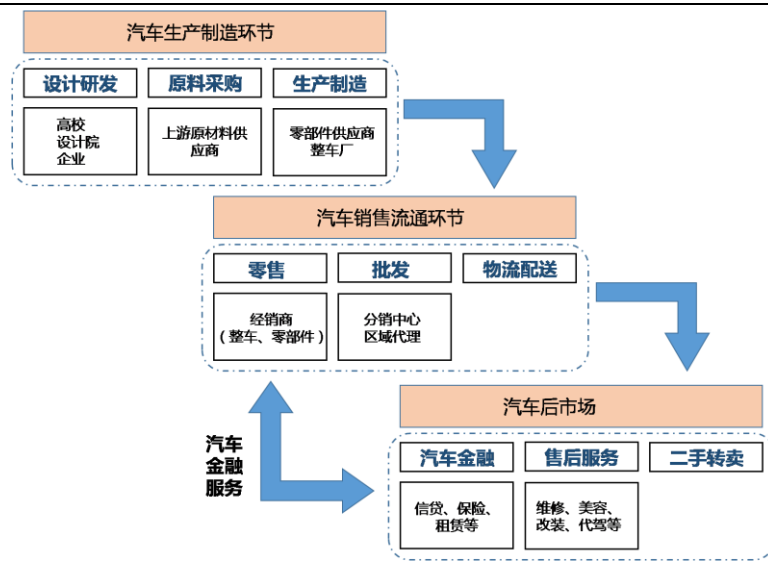 汽车生产制造环节
设计研发
原料采购
生产制造
高校
设计院
企业
上游原材料供
应商
零部件供应商
整车厂
汽车销售流通环节
零售
批发
物流配送
经销商
（整车、零部件）
分销中心
区域代理
汽车后市场
汽车
金融
服务
汽车金融
售后服务
二手转卖
信贷、保险、
租赁等
维修、美容、
改装、代驾等